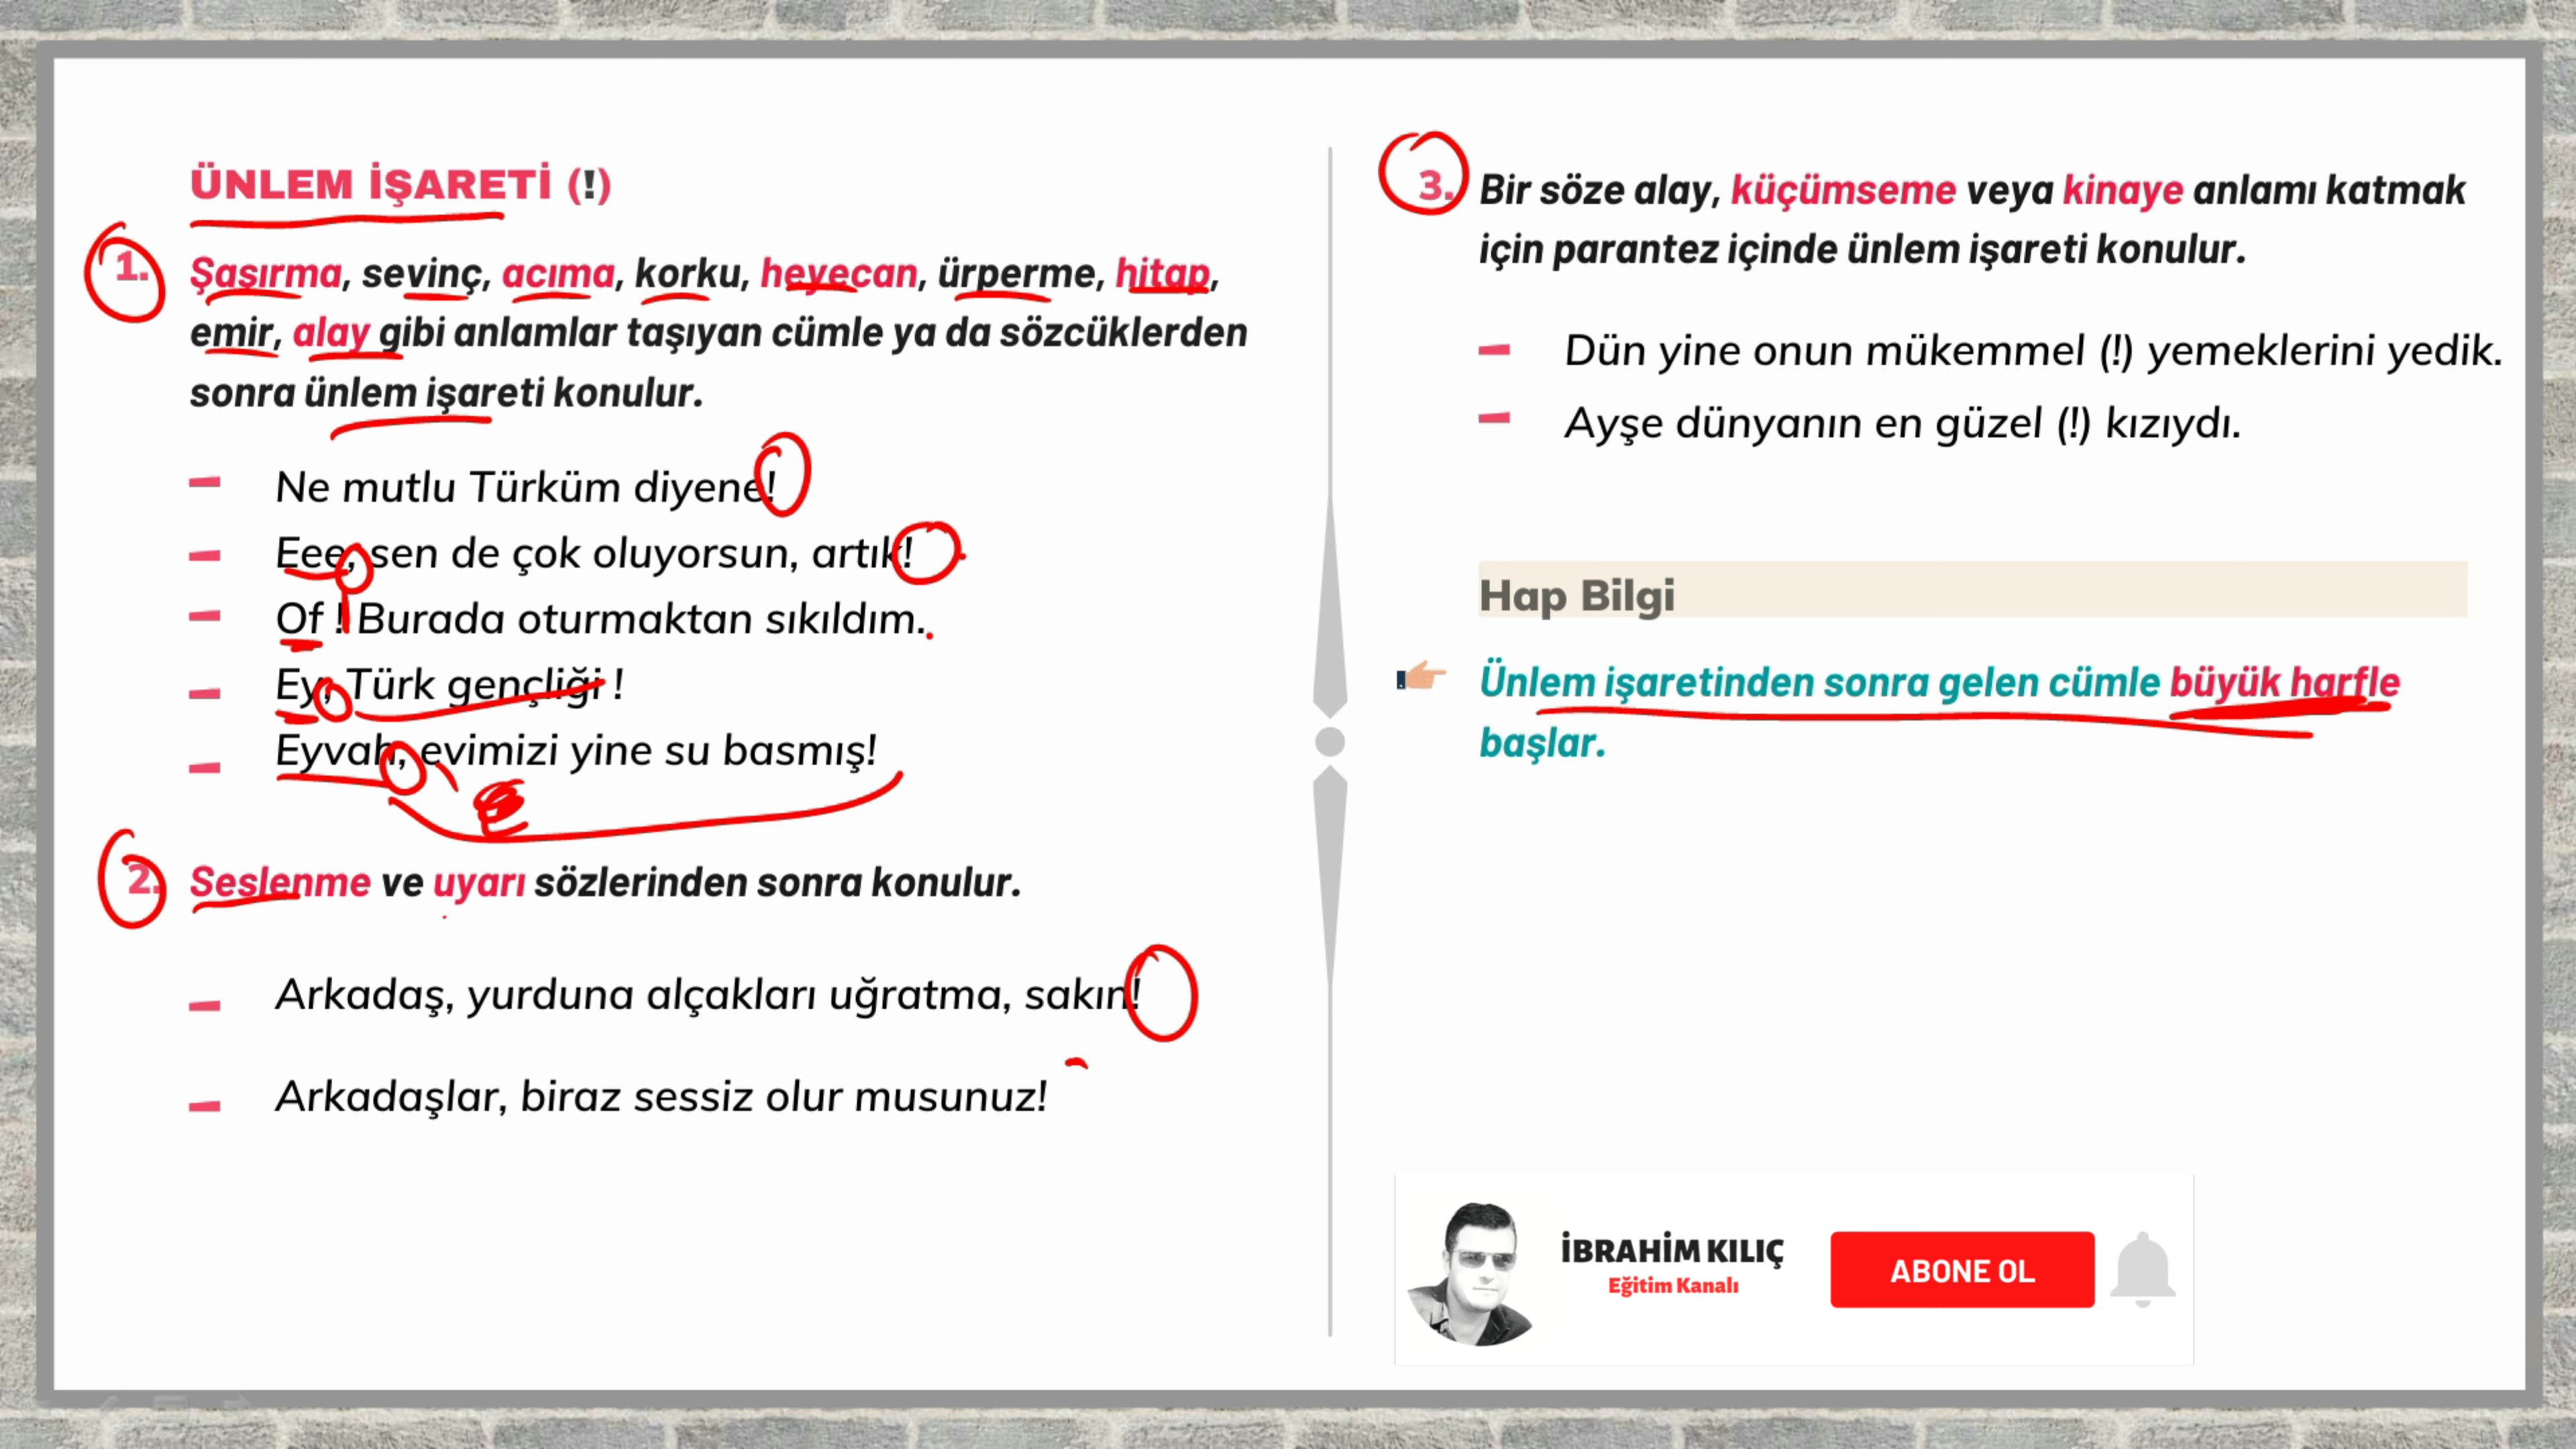 ÜNLEM İŞARETİ (!)
1. Şaşırma, sevinç, acıma, korku, heyecan, ürperme, hitap,
emir, alay gibi anlamlar taşıyan cümle ya da sözcüklerden
sonra ünlem işareti konulur.
Ne mutlu Türküm diyene!
Eee, sen de çok oluyorsun, artık!
Of ! Burada oturmaktan sıkıldım.
Ey, Türk gençliği !
Eyvah, evimizi yine su basmış!
E
2. Seslenme ve uyarı sözlerinden sonra konulur.
Arkadaş, yurduna alçakları uğratma, sakın!
Arkadaşlar, biraz sessiz olur musunuz!
3. Bir söze alay, küçümseme veya kinaye anlamı katmak
için parantez içinde ünlem işareti konulur.
Dün yine onun mükemmel (!) yemeklerini yedik.
Ayşe dünyanın en güzel (!) kızıydı.
Hap Bilgi
Ünlem işaretinden sonra gelen cümle büyük harfle
başlar.
İBRAHİM KILIÇ
Eğitim Kanalı
ABONE OL